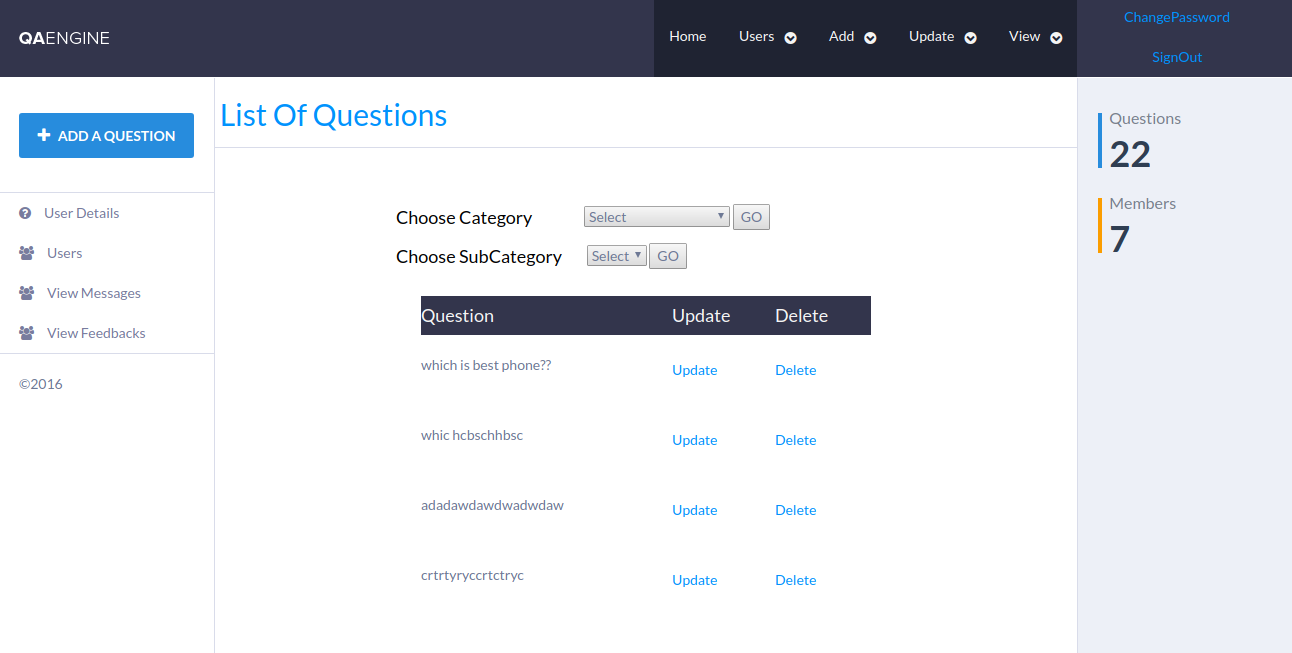 QAENGINE
Home Users Add Update View
ChangePassword
SignOut
ADD A QUESTION
User Details
Users
View Messages
View Feedbacks
©2016
List Of Questions
Choose Category Select GO
Choose SubCategory Select GO
Question Update Delete
which is best phone?? Update Delete
whic hcbschhbsc Update Delete
adadawdawdwadwdaw Update Delete
crtrtyryccrtctryc Update Delete
Questions
22
Members
7